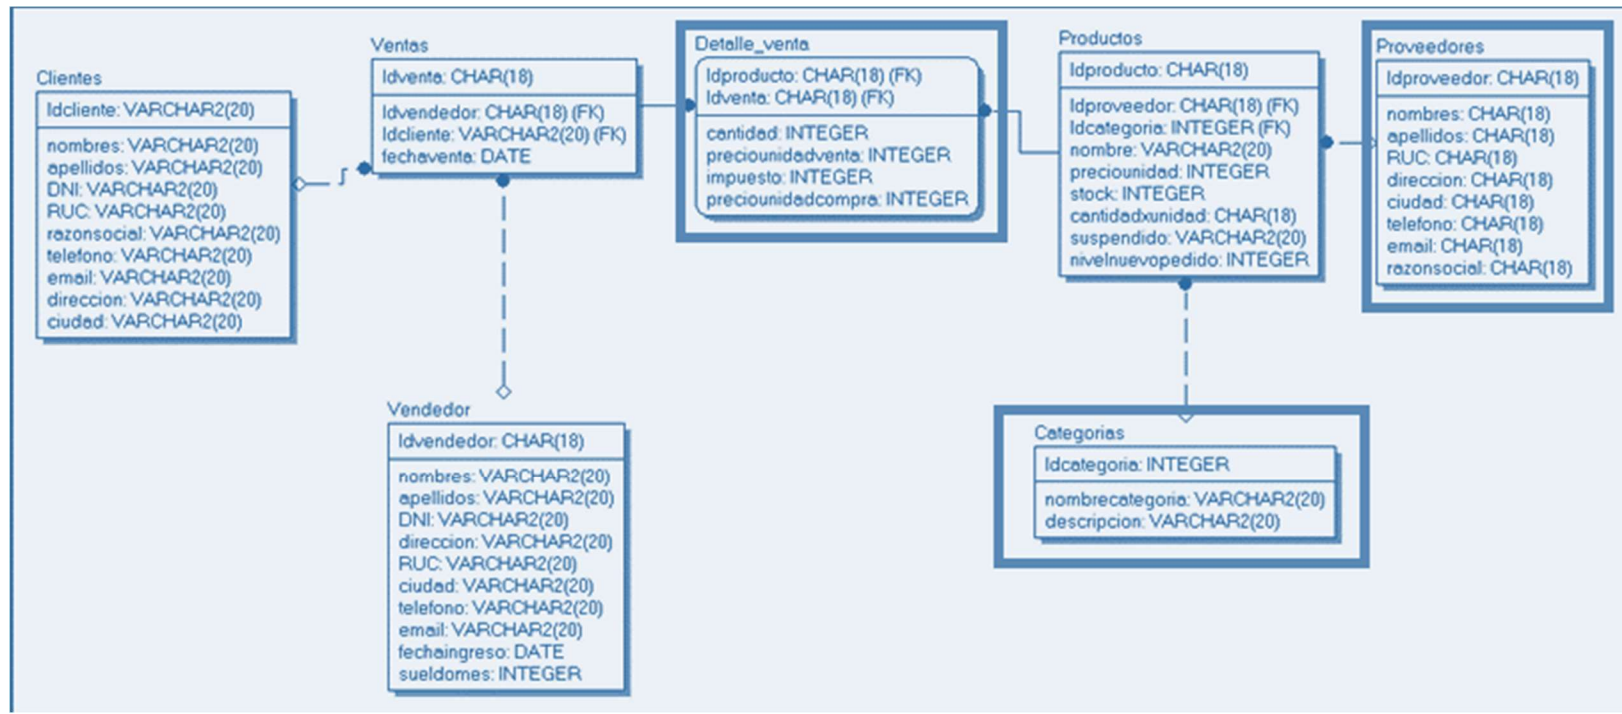 Clientes
Idcliente: VARCHAR2(20)
nombres: VARCHAR2(20)
apellidos: VARCHAR2(20)
DNI: VARCHAR2(20)
RUC: VARCHAR2(20)
razonsocial: VARCHAR2(20)
telefono: VARCHAR2(20)
email: VARCHAR2(20)
direccion: VARCHAR2(20)
ciudad: VARCHAR2(20)
Ventas
Idventa: CHAR(18)
Idvendedor: CHAR(18) (FK)
Idcliente: VARCHAR2(20) (FK)
fechaventa: DATE
Detalle_venta
Idproducto: CHAR(18) (FK)
Idventa: CHAR(18) (FK)
cantidad: INTEGER
preciounidadventa: INTEGER
impuesto: INTEGER
preciounidadcompra: INTEGER
Productos
Idproducto: CHAR(18)
Idproveedor: CHAR(18) (FK)
Idcategoria: INTEGER (FK)
nombre: VARCHAR2(20)
preciounidad: INTEGER
stock: INTEGER
cantidadxunidad: CHAR(18)
suspendido: VARCHAR2(20)
nivelnuevopedido: INTEGER
Proveedores
Idproveedor: CHAR(18)
nombres: CHAR(18)
apellidos: CHAR(18)
RUC: CHAR(18)
direccion: CHAR(18)
ciudad: CHAR(18)
telefono: CHAR(18)
email: CHAR(18)
razonsocial: CHAR(18)
Vendedor
Idvendedor: CHAR(18)
nombres: VARCHAR2(20)
apellidos: VARCHAR2(20)
DNI: VARCHAR2(20)
direccion: VARCHAR2(20)
RUC: VARCHAR2(20)
ciudad: VARCHAR2(20)
telefono: VARCHAR2(20)
email: VARCHAR2(20)
fechaingreso: DATE
sueldomes: INTEGER
Categorias
Idcategoria: INTEGER
nombrecategoria: VARCHAR2(20)
descripcion: VARCHAR2(20)